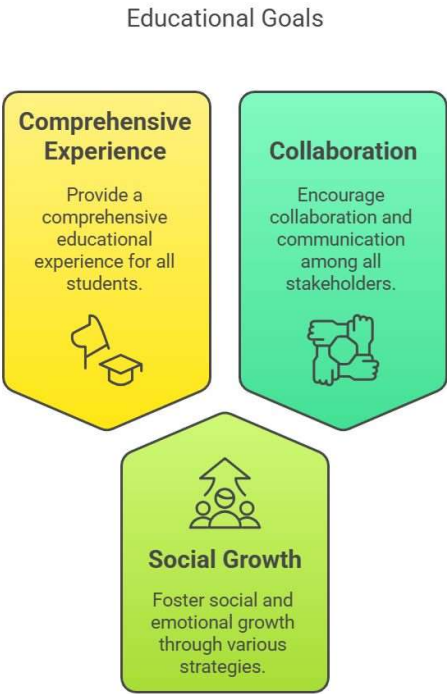 Educational Goals
Comprehensive
Experience
Provide a
comprehensive
educational
experience for all
students.
Collaboration
Encourage
collaboration and
communication
among all
stakeholders.
Social Growth
Foster social and
emotional growth
through various
strategies.